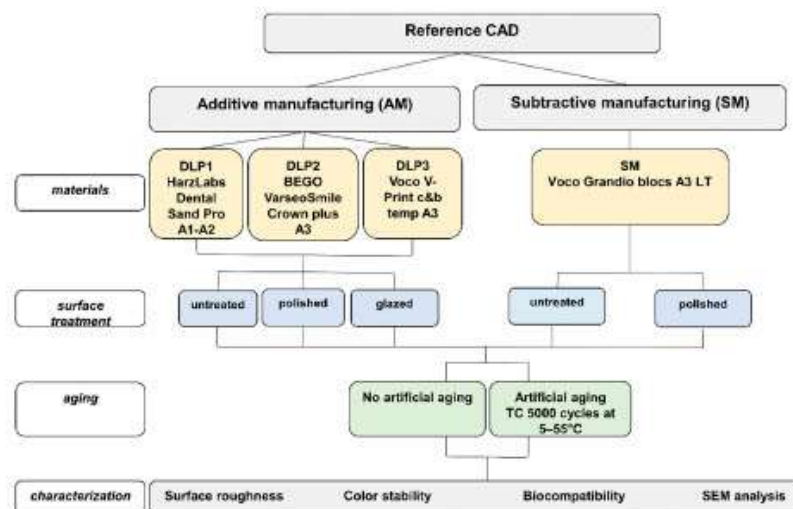 Reference CAD
Additive manufacturing (AM)
Subtractive manufacturing (SM)
materials
DLP1
HarzLabs
Dental
Sand Pro
A1-A2
DLP2
BEGO
VarseoSmile
Crown plus
A3
DLP3
Voco V-
Print c&b
temp A3
SM
Voco Grandio blocs A3 LT
surface
treatment
untreated
polished
glazed
untreated
polished
aging
No artificial aging
Artificial aging
TC 5000 cycles at
5–55°C
characterization
Surface roughness
Color stability
Biocompatibility
SEM analysis